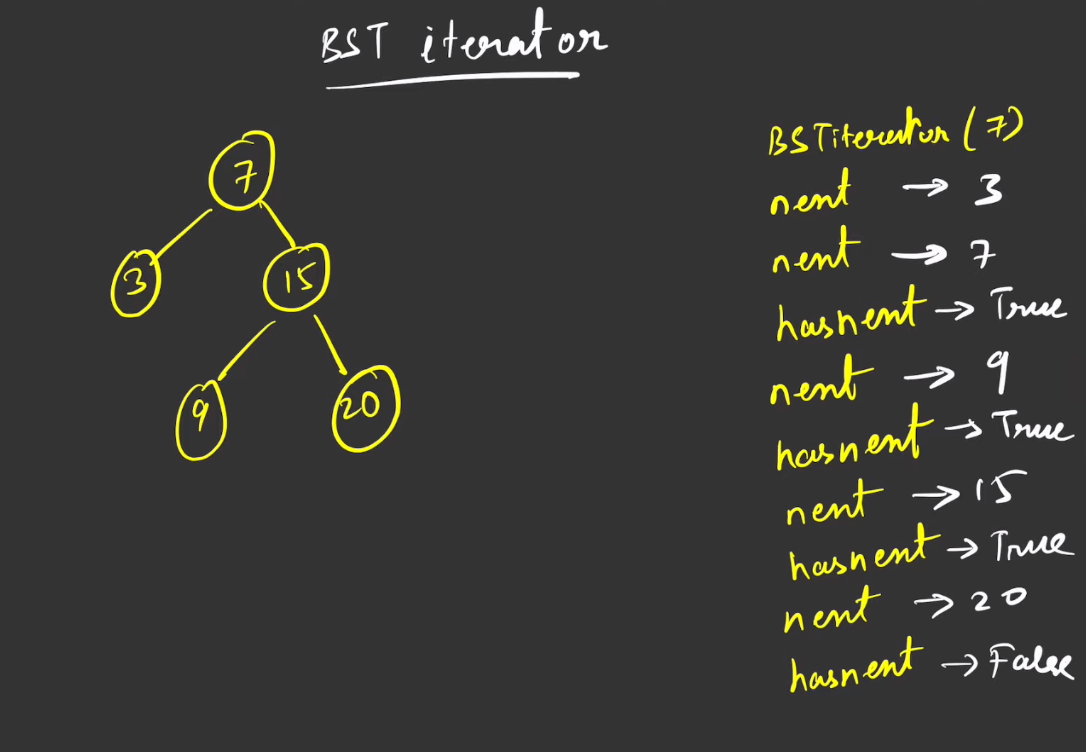 BST iterator
7
3
15
9
20
BSTiterator (7)
next → 3
next → 7
hasnext → True
next → 9
hasnext → True
next → 15
hasnext → True
next → 20
hasnext → False